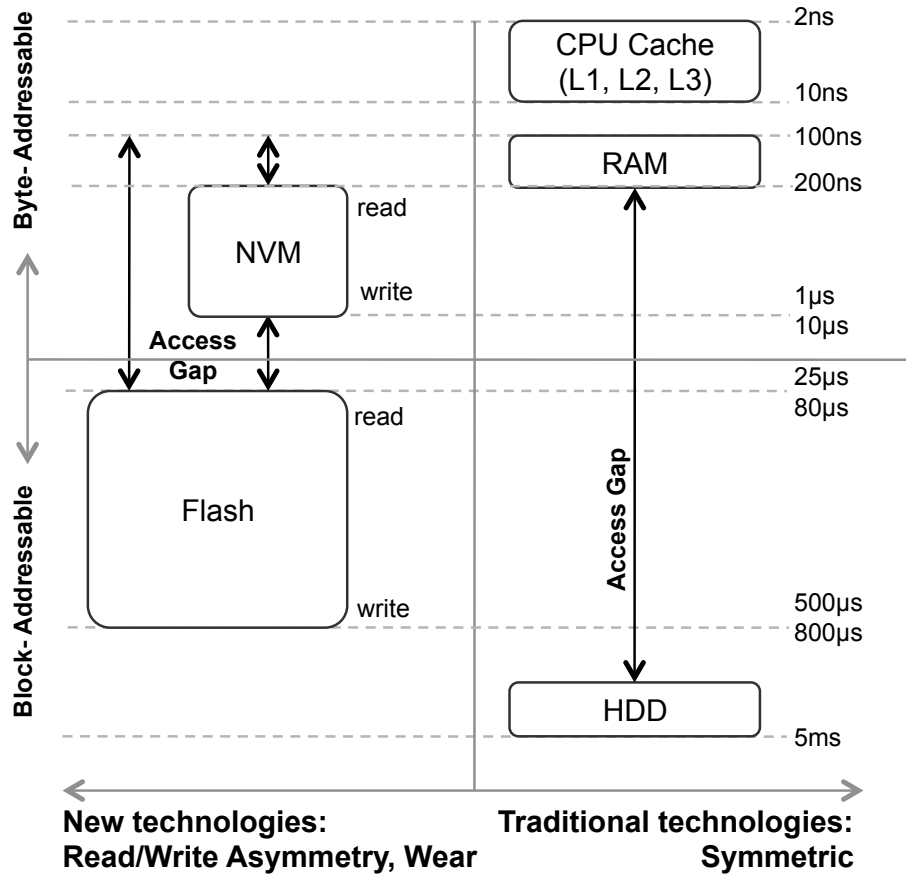 2ns
CPU Cache
(L1, L2, L3)
10ns
100ns
RAM
200ns
Byte- Addressable
read
NVM
write
1µs
10µs
Access
Gap
25µs
80µs
read
Flash
write
Access Gap
500µs
800µs
Block- Addressable
HDD
5ms
New technologies:
Read/Write Asymmetry, Wear
Traditional technologies:
Symmetric